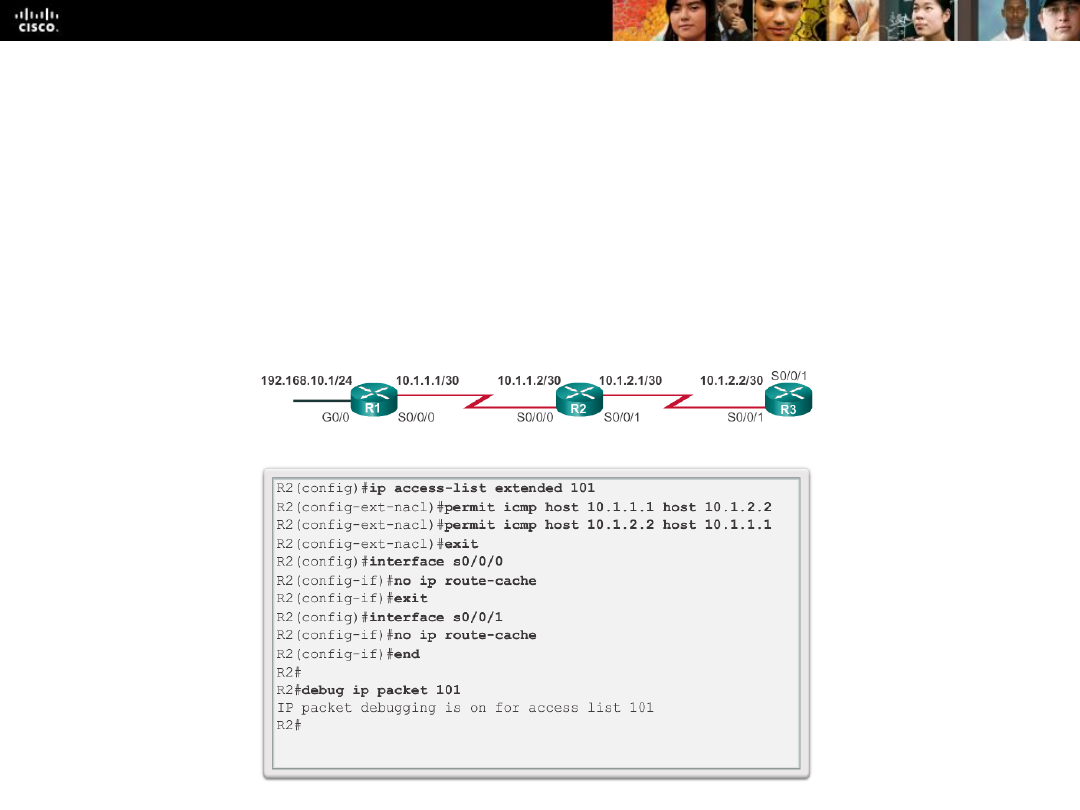 CISCO.
S0/0/1
192.168.10.1/24 10.1.1.1/30 10.1.1.2/30 10.1.2.1/30 10.1.2.2/30
R1 R2 R3
G0/0 S0/0/0 S0/0/0 S0/0/1 S0/0/1
R2(config)#ip access-list extended 101
R2(config-ext-nacl)#permit icmp host 10.1.1.1 host 10.1.2.2
R2(config-ext-nacl)#permit icmp host 10.1.2.2 host 10.1.1.1
R2(config-ext-nacl)#exit
R2(config)#interface s0/0/0
R2(config-if)#no ip route-cache
R2(config-if)#exit
R2(config)#interface s0/0/1
R2(config-if)#no ip route-cache
R2(config-if)#end
R2#
R2#debug ip packet 101
IP packet debugging is on for access list 101
R2#